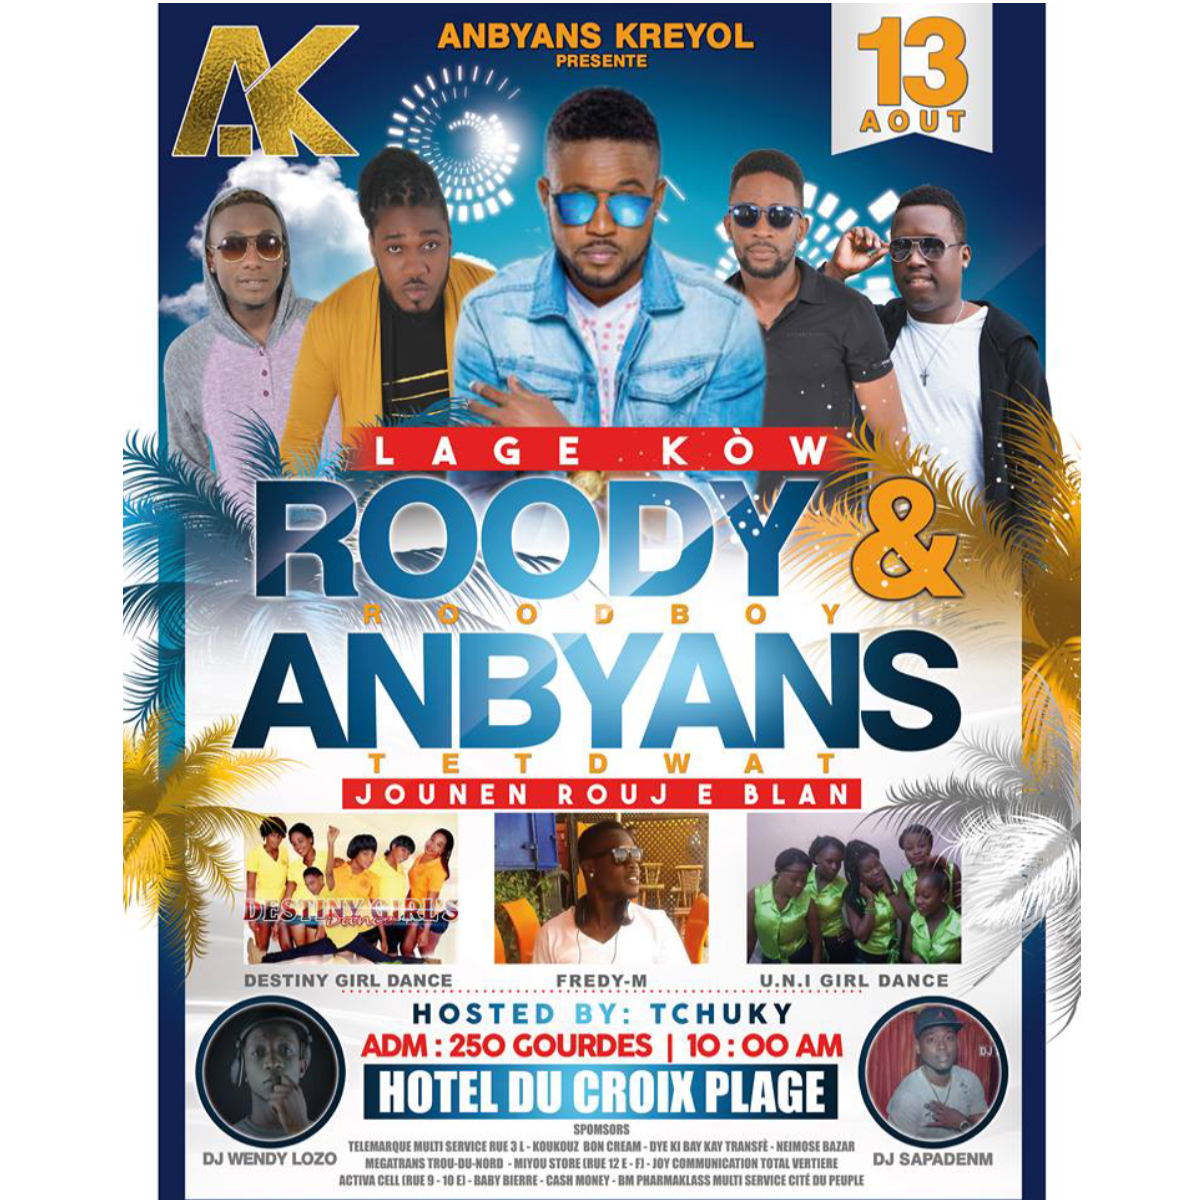 AK
ANBYANS KREYOL
PRESENTE
13
AOUT
LAGE KÒW
ROODY &
ROODBOY
ANBYANS
TETDWAT
JOUNEN ROUJ E BLAN
DESTINY GIRL'S
Dance
DESTINY GIRL DANCE
FREDY-M
U.N.I GIRL DANCE
HOSTED BY: TCHUKY
ADM : 250 GOURDES | 10 : 00 AM
HOTEL DU CROIX PLAGE
DJ
DJ WENDY LOZO
DJ SAPADENM
SPOMSORS
TELEMARQUE MULTI SERVICE RUE 3 L - KOUKOUZ BON CREAM - DYE KI BAY KAY TRANSFÈ - NEIMOSE BAZAR
MEGATRANS TROU-DU-NORD - MIYOU STORE (RUE 12 E - F) - JOY COMMUNICATION TOTAL VERTIERE
ACTIVA CELL (RUE 9 - 10 E) - BABY BIERRE - CASH MONEY - BM PHARMAKLASS MULTI SERVICE CITÉ DU PEUPLE